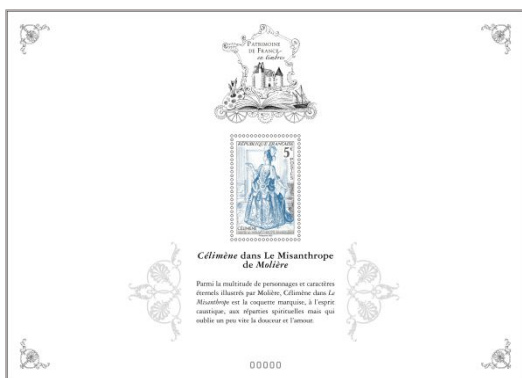 PATRIMOINE
DE FRANCE
en timbres
RÉPUBLIQUE FRANÇAISE
5F
POSTES
CÉLIMÈNE
Célimène dans Le Misanthrope
de Molière
Parmi la multitude de personnages et caractères
éternels illustrés par Molière, Célimène dans Le
Misanthrope est la coquette marquise, à l'esprit
caustique, aux réparties spirituelles mais qui
oublie un peu vite la douceur et l'amour.
00000